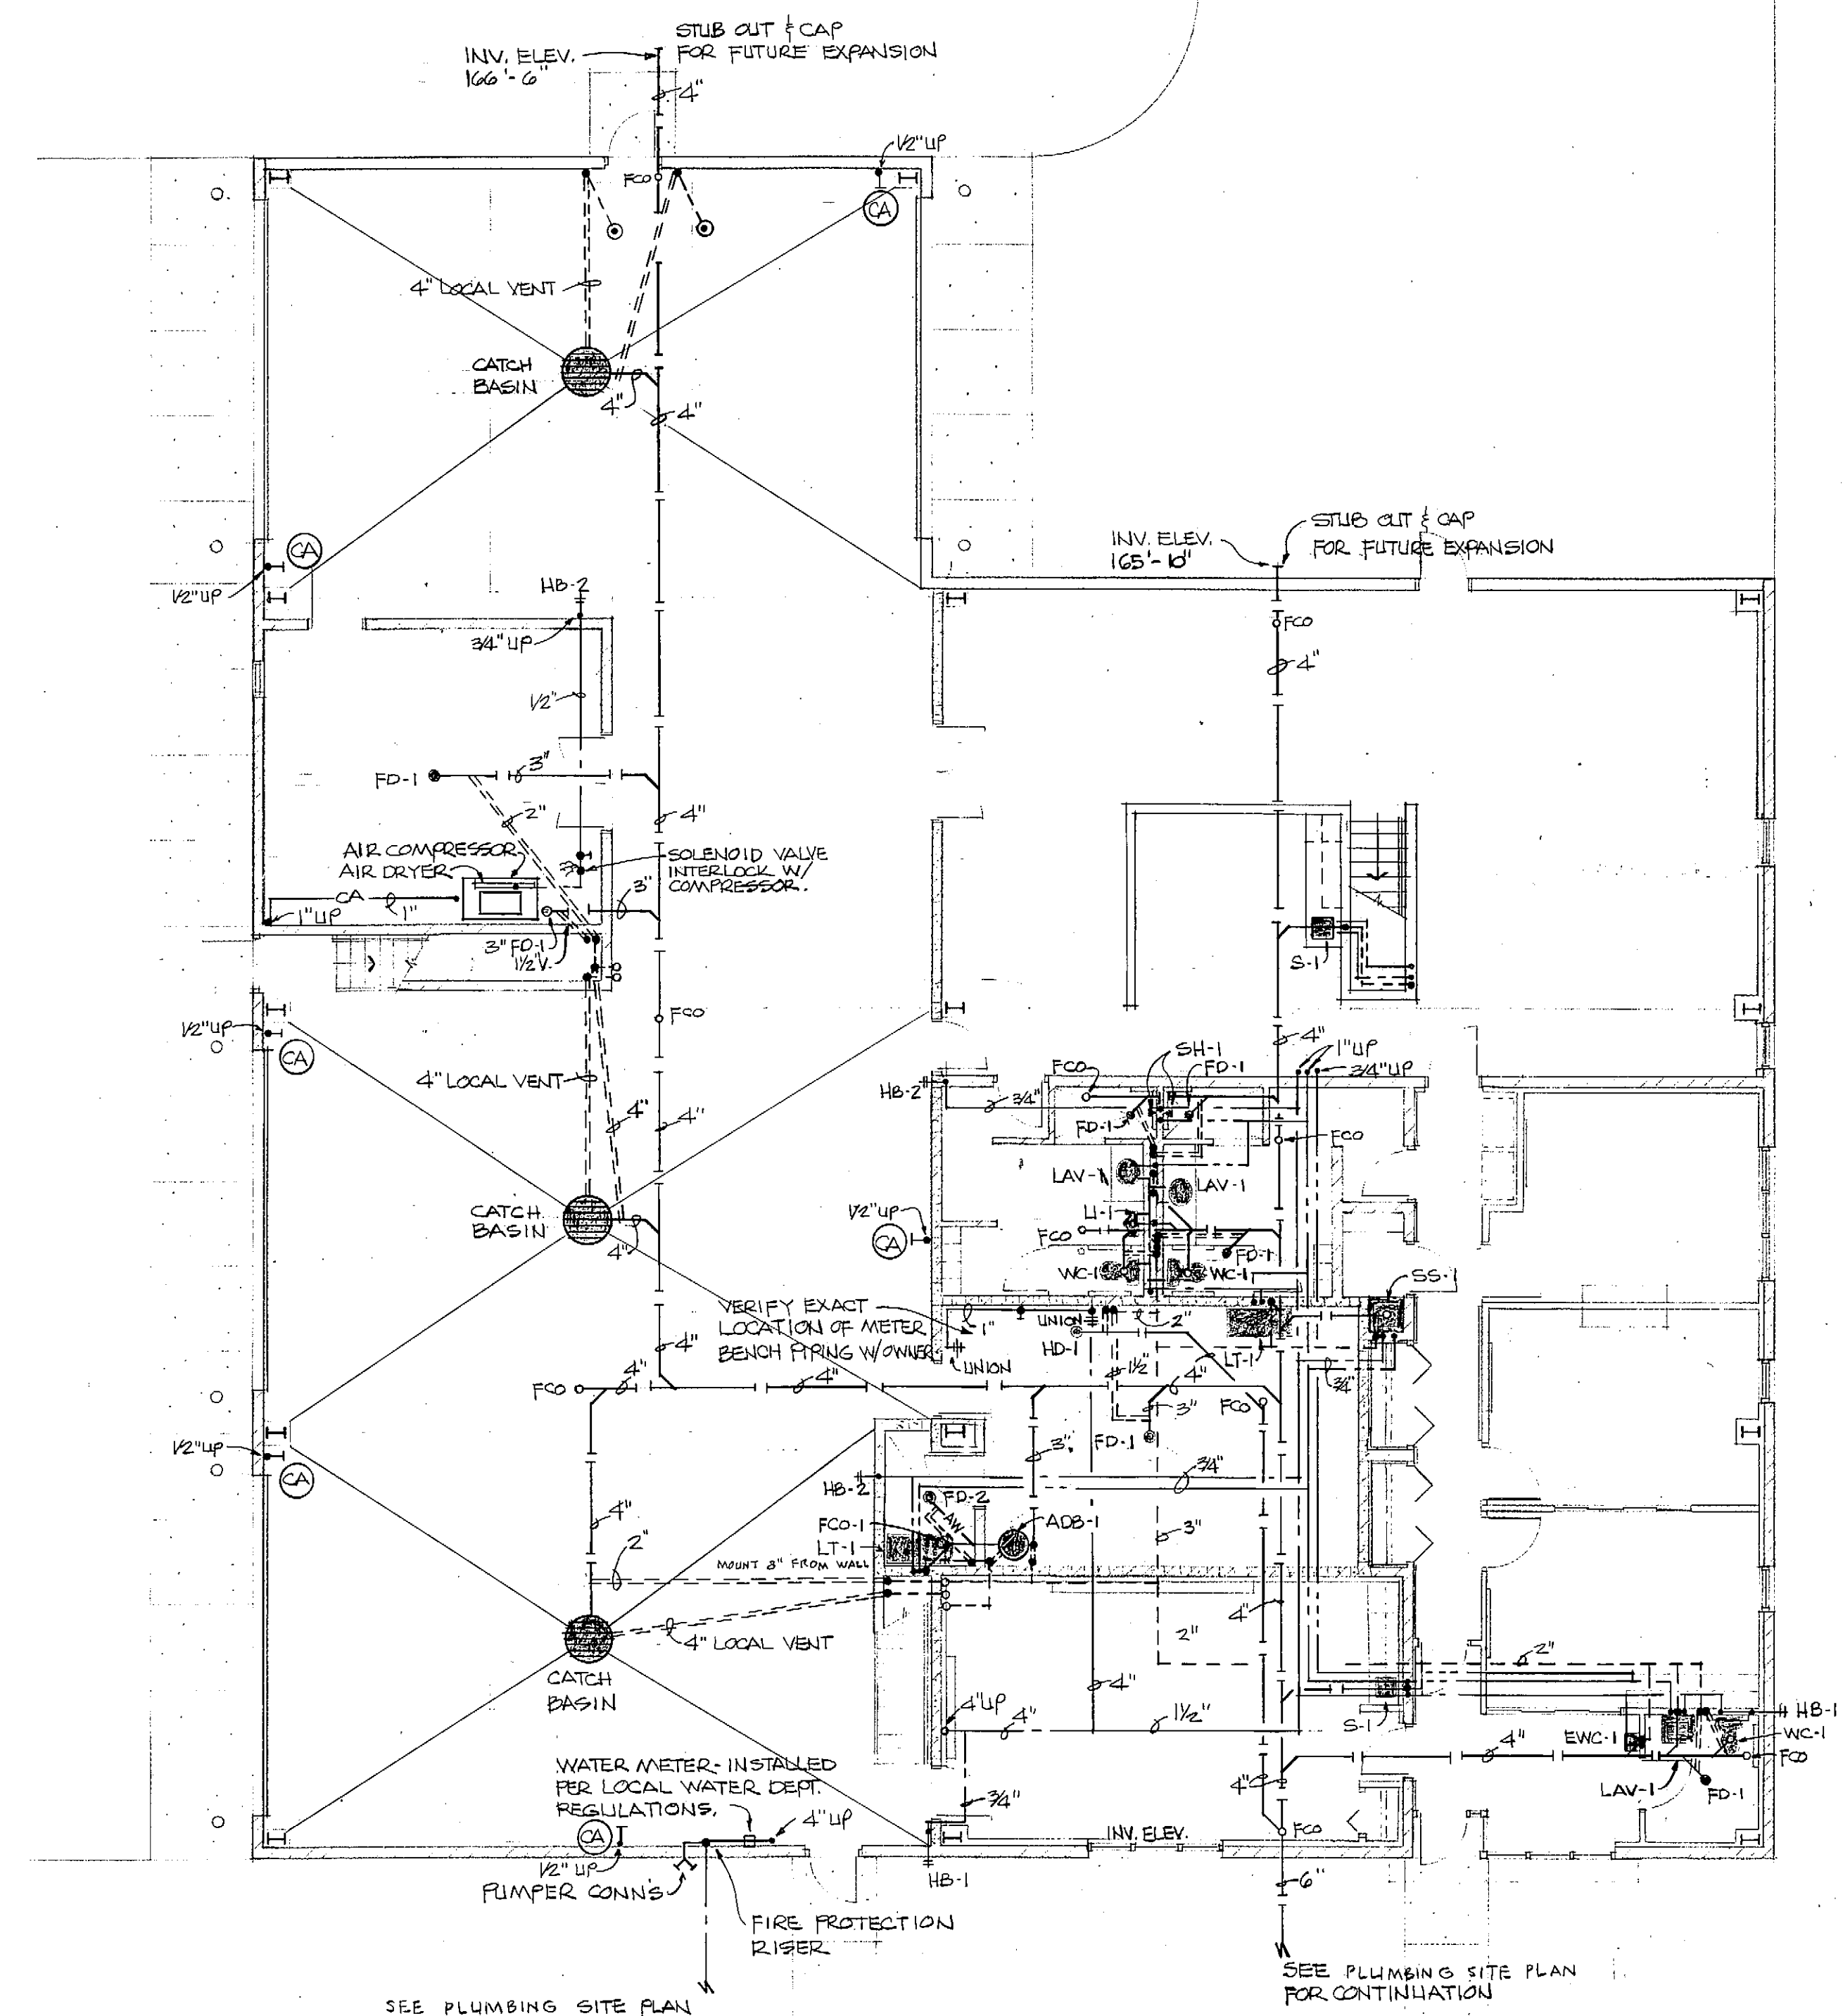 STUB OUT & CAP
FOR FUTURE EXPANSION
INV. ELEV.
166'-6"
4"
1/2" UP
FCO
CA
4" LOCAL VENT
CATCH
BASIN
4"
4"
STUB OUT & CAP
FOR FUTURE EXPANSION
INV. ELEV.
165'-10"
CA
1/2" UP
HB-2
3/4" UP
FCO
4"
1/2"
FD-1
3"
2"
4"
AIR COMPRESSOR
AIR DRYER
SOLENOID VALVE
INTERLOCK W/
COMPRESSOR.
CA
1"
1" UP
3"
3" FD-1
1 1/2" V.
S-1
FCO
1/2" UP
CA
4"
1" UP
3/4" UP
SH-1
FCO
FD-1
HB-2
3/4"
FD-1
FCO
4" LOCAL VENT
4"
4"
LAV-1
LAV-1
CATCH
BASIN
4"
1/2" UP
CA
U-1
FCO
FD-1
WC-1
WC-1
SS-1
VERIFY EXACT
LOCATION OF METER
BENCH PIPING W/OWNER
1"
UNION
2"
HD-1
UNION
LT-1
4"
1 1/2"
4"
3/4"
FCO
4"
4"
4"
3"
FCO
FD-1
3"
1/2" UP
CA
HB-2
3/4"
FD-2
AW
FCO-1
LT-1
ADB-1
3"
4"
2"
MOUNT 3" FROM WALL
4" LOCAL VENT
CATCH
BASIN
4"
2"
2"
4" UP
4"
4"
1 1/2"
S-1
EWC-1
HB-1
WC-1
FCO
4"
LAV-1
FD-1
WATER METER - INSTALLED
PER LOCAL WATER DEPT.
REGULATIONS.
4" UP
CA
1/2" UP
3/4"
4"
INV. ELEV.
FCO
PUMPER CONN'S
HB-1
6"
FIRE PROTECTION
RISER
SEE PLUMBING SITE PLAN
FOR CONTINUATION
SEE PLUMBING SITE PLAN